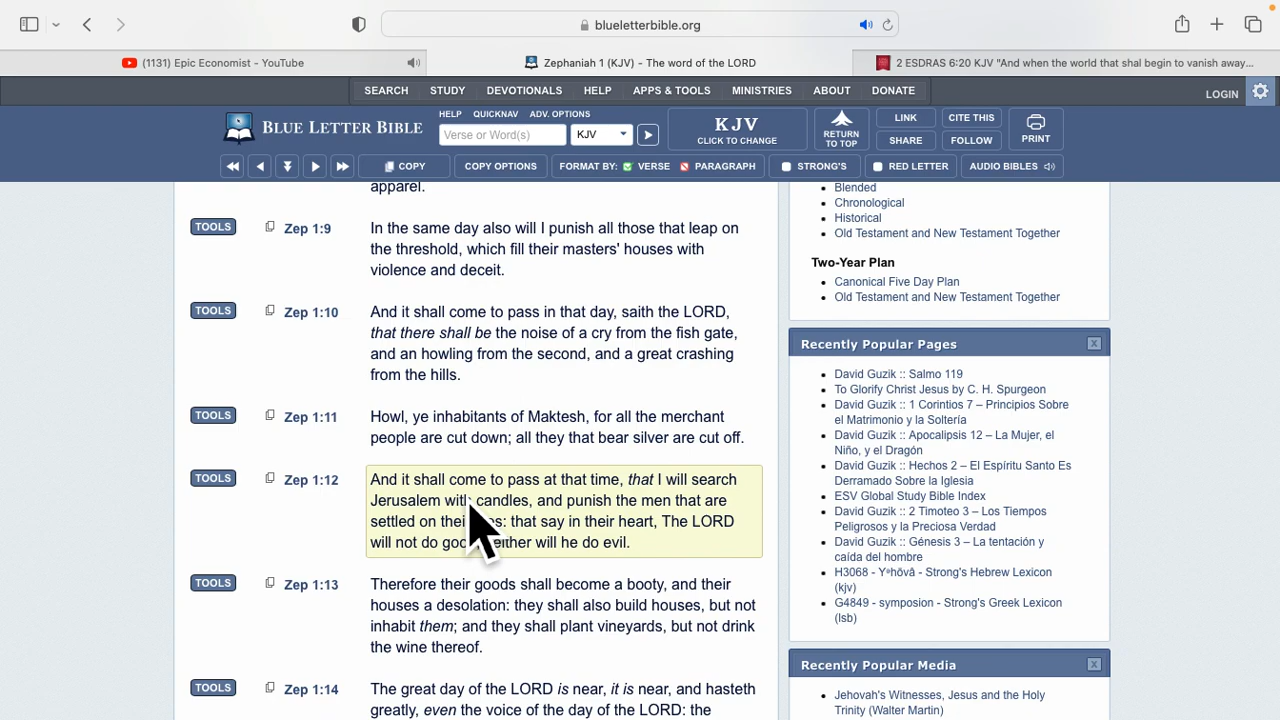 blueletterbible.org
(1131) Epic Economist - YouTube
Zephaniah 1 (KJV) - The word of the LORD
2 ESDRAS 6:20 KJV "And when the world that shal begin to vanish away...
SEARCH STUDY DEVOTIONALS HELP APPS & TOOLS MINISTRIES ABOUT DONATE
LOGIN
BLUE LETTER BIBLE
HELP QUICKNAV ADV. OPTIONS
Verse or Word(s)
KJV
KJV
CLICK TO CHANGE
RETURN
TO TOP
LINK
CITE THIS
SHARE
FOLLOW
PRINT
COPY
COPY OPTIONS
FORMAT BY: VERSE PARAGRAPH
STRONG'S
RED LETTER
AUDIO BIBLES
apparel.
TOOLS
Zep 1:9
In the same day also will I punish all those that leap on
the threshold, which fill their masters' houses with
violence and deceit.
TOOLS
Zep 1:10
And it shall come to pass in that day, saith the LORD,
that there shall be the noise of a cry from the fish gate,
and an howling from the second, and a great crashing
from the hills.
TOOLS
Zep 1:11
Howl, ye inhabitants of Maktesh, for all the merchant
people are cut down; all they that bear silver are cut off.
TOOLS
Zep 1:12
And it shall come to pass at that time, that I will search
Jerusalem with candles, and punish the men that are
settled on their : that say in their heart, The LORD
will not do will he do evil.
TOOLS
Zep 1:13
Therefore their goods shall become a booty, and their
houses a desolation: they shall also build houses, but not
inhabit them; and they shall plant vineyards, but not drink
the wine thereof.
TOOLS
Zep 1:14
The great day of the LORD is near, it is near, and hasteth
greatly, even the voice of the day of the LORD: the
Blended
Chronological
Historical
Old Testament and New Testament Together
Two-Year Plan
Canonical Five Day Plan
Old Testament and New Testament Together
Recently Popular Pages
x
David Guzik :: Salmo 119
To Glorify Christ Jesus by C. H. Spurgeon
David Guzik :: 1 Corintios 7 – Principios Sobre
el Matrimonio y la Soltería
David Guzik :: Apocalipsis 12 – La Mujer, el
Niño, y el Dragón
David Guzik :: Hechos 2 – El Espíritu Santo Es
Derramado Sobre la Iglesia
ESV Global Study Bible Index
David Guzik :: 2 Timoteo 3 – Los Tiempos
Peligrosos y la Preciosa Verdad
David Guzik :: Génesis 3 – La tentación y
caída del hombre
H3068 - Yᵉhōvâ - Strong's Hebrew Lexicon
(kjv)
G4849 - symposion - Strong's Greek Lexicon
(lsb)
Recently Popular Media
x
Jehovah's Witnesses, Jesus and the Holy
Trinity (Walter Martin)